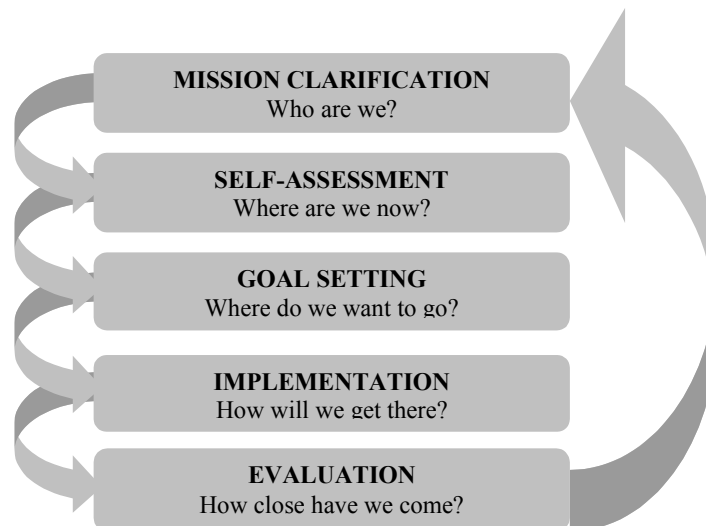 MISSION CLARIFICATION
Who are we?
SELF-ASSESSMENT
Where are we now?
GOAL SETTING
Where do we want to go?
IMPLEMENTATION
How will we get there?
EVALUATION
How close have we come?